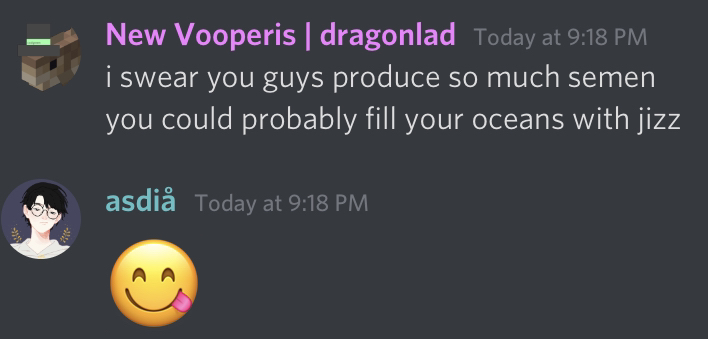 New Vooperis | dragonlad Today at 9:18 PM
i swear you guys produce so much semen
you could probably fill your oceans with jizz
asdiå Today at 9:18 PM